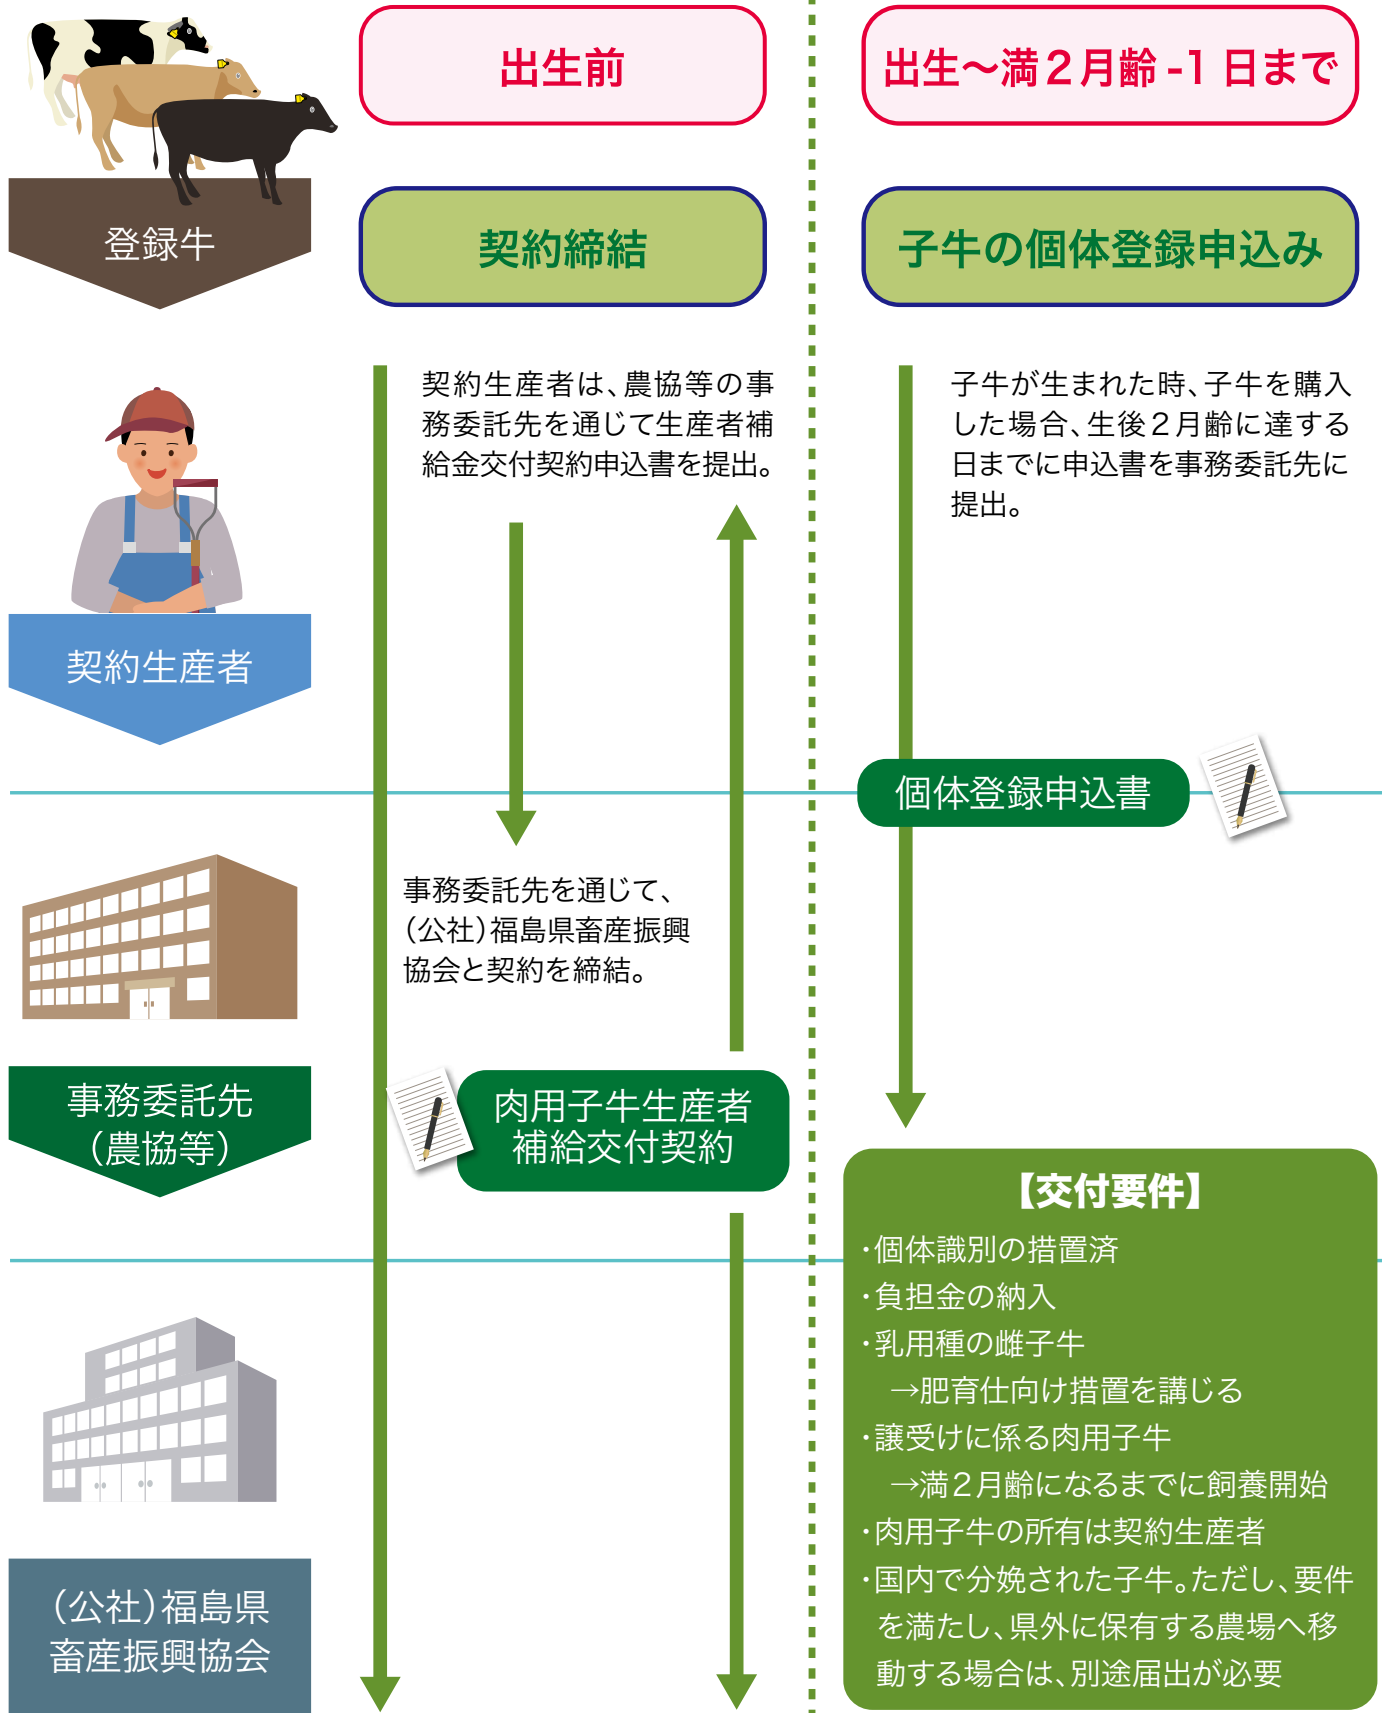 出生前
出生～満２月齢 -1 日まで
登録牛
契約締結
子牛の個体登録申込み
契約生産者は、農協等の事
務委託先を通じて生産者補
給金交付契約申込書を提出。
子牛が生まれた時、子牛を購入
した場合、生後２月齢に達する
日までに申込書を事務委託先に
提出。
契約生産者
個体登録申込書
事務委託先を通じて、
（公社）福島県畜産振興
協会と契約を締結。
事務委託先
（農協等）
肉用子牛生産者
補給交付契約
【交付要件】
・個体識別の措置済
・負担金の納入
・乳用種の雌子牛
→肥育仕向け措置を講じる
・譲受けに係る肉用子牛
→満２月齢になるまでに飼養開始
・肉用子牛の所有は契約生産者
・国内で分娩された子牛。ただし、要件
を満たし、県外に保有する農場へ移
動する場合は、別途届出が必要
（公社）福島県
畜産振興協会